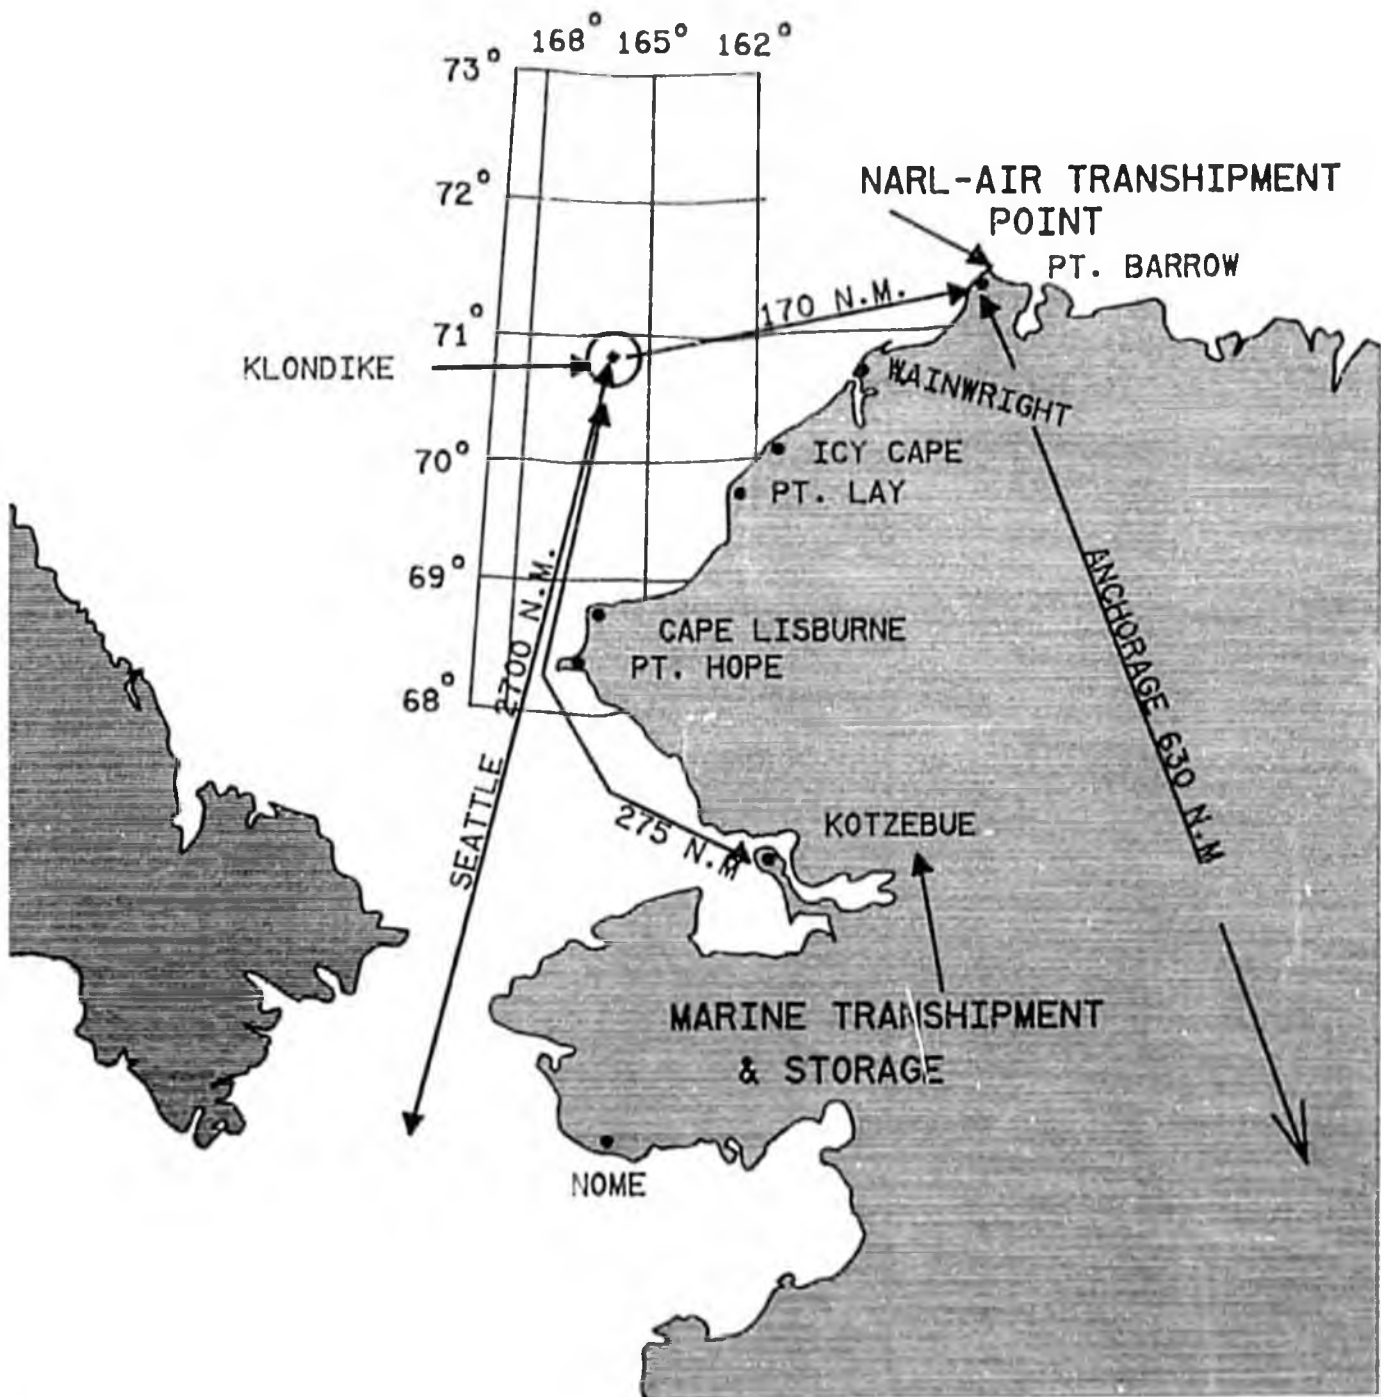 168° 165° 162°
73°
72°
71°
70°
69°
68°
NARL-AIR TRANSHIPMENT
POINT
PT. BARROW
170 N.M.
KLONDIKE
WAINWRIGHT
ICY CAPE
PT. LAY
CAPE LISBURNE
PT. HOPE
SEATTLE 2700 N.M.
ANCHORAGE 630 N.M
275 N.M
KOTZEBUE
MARINE TRANSHIPMENT
& STORAGE
NOME